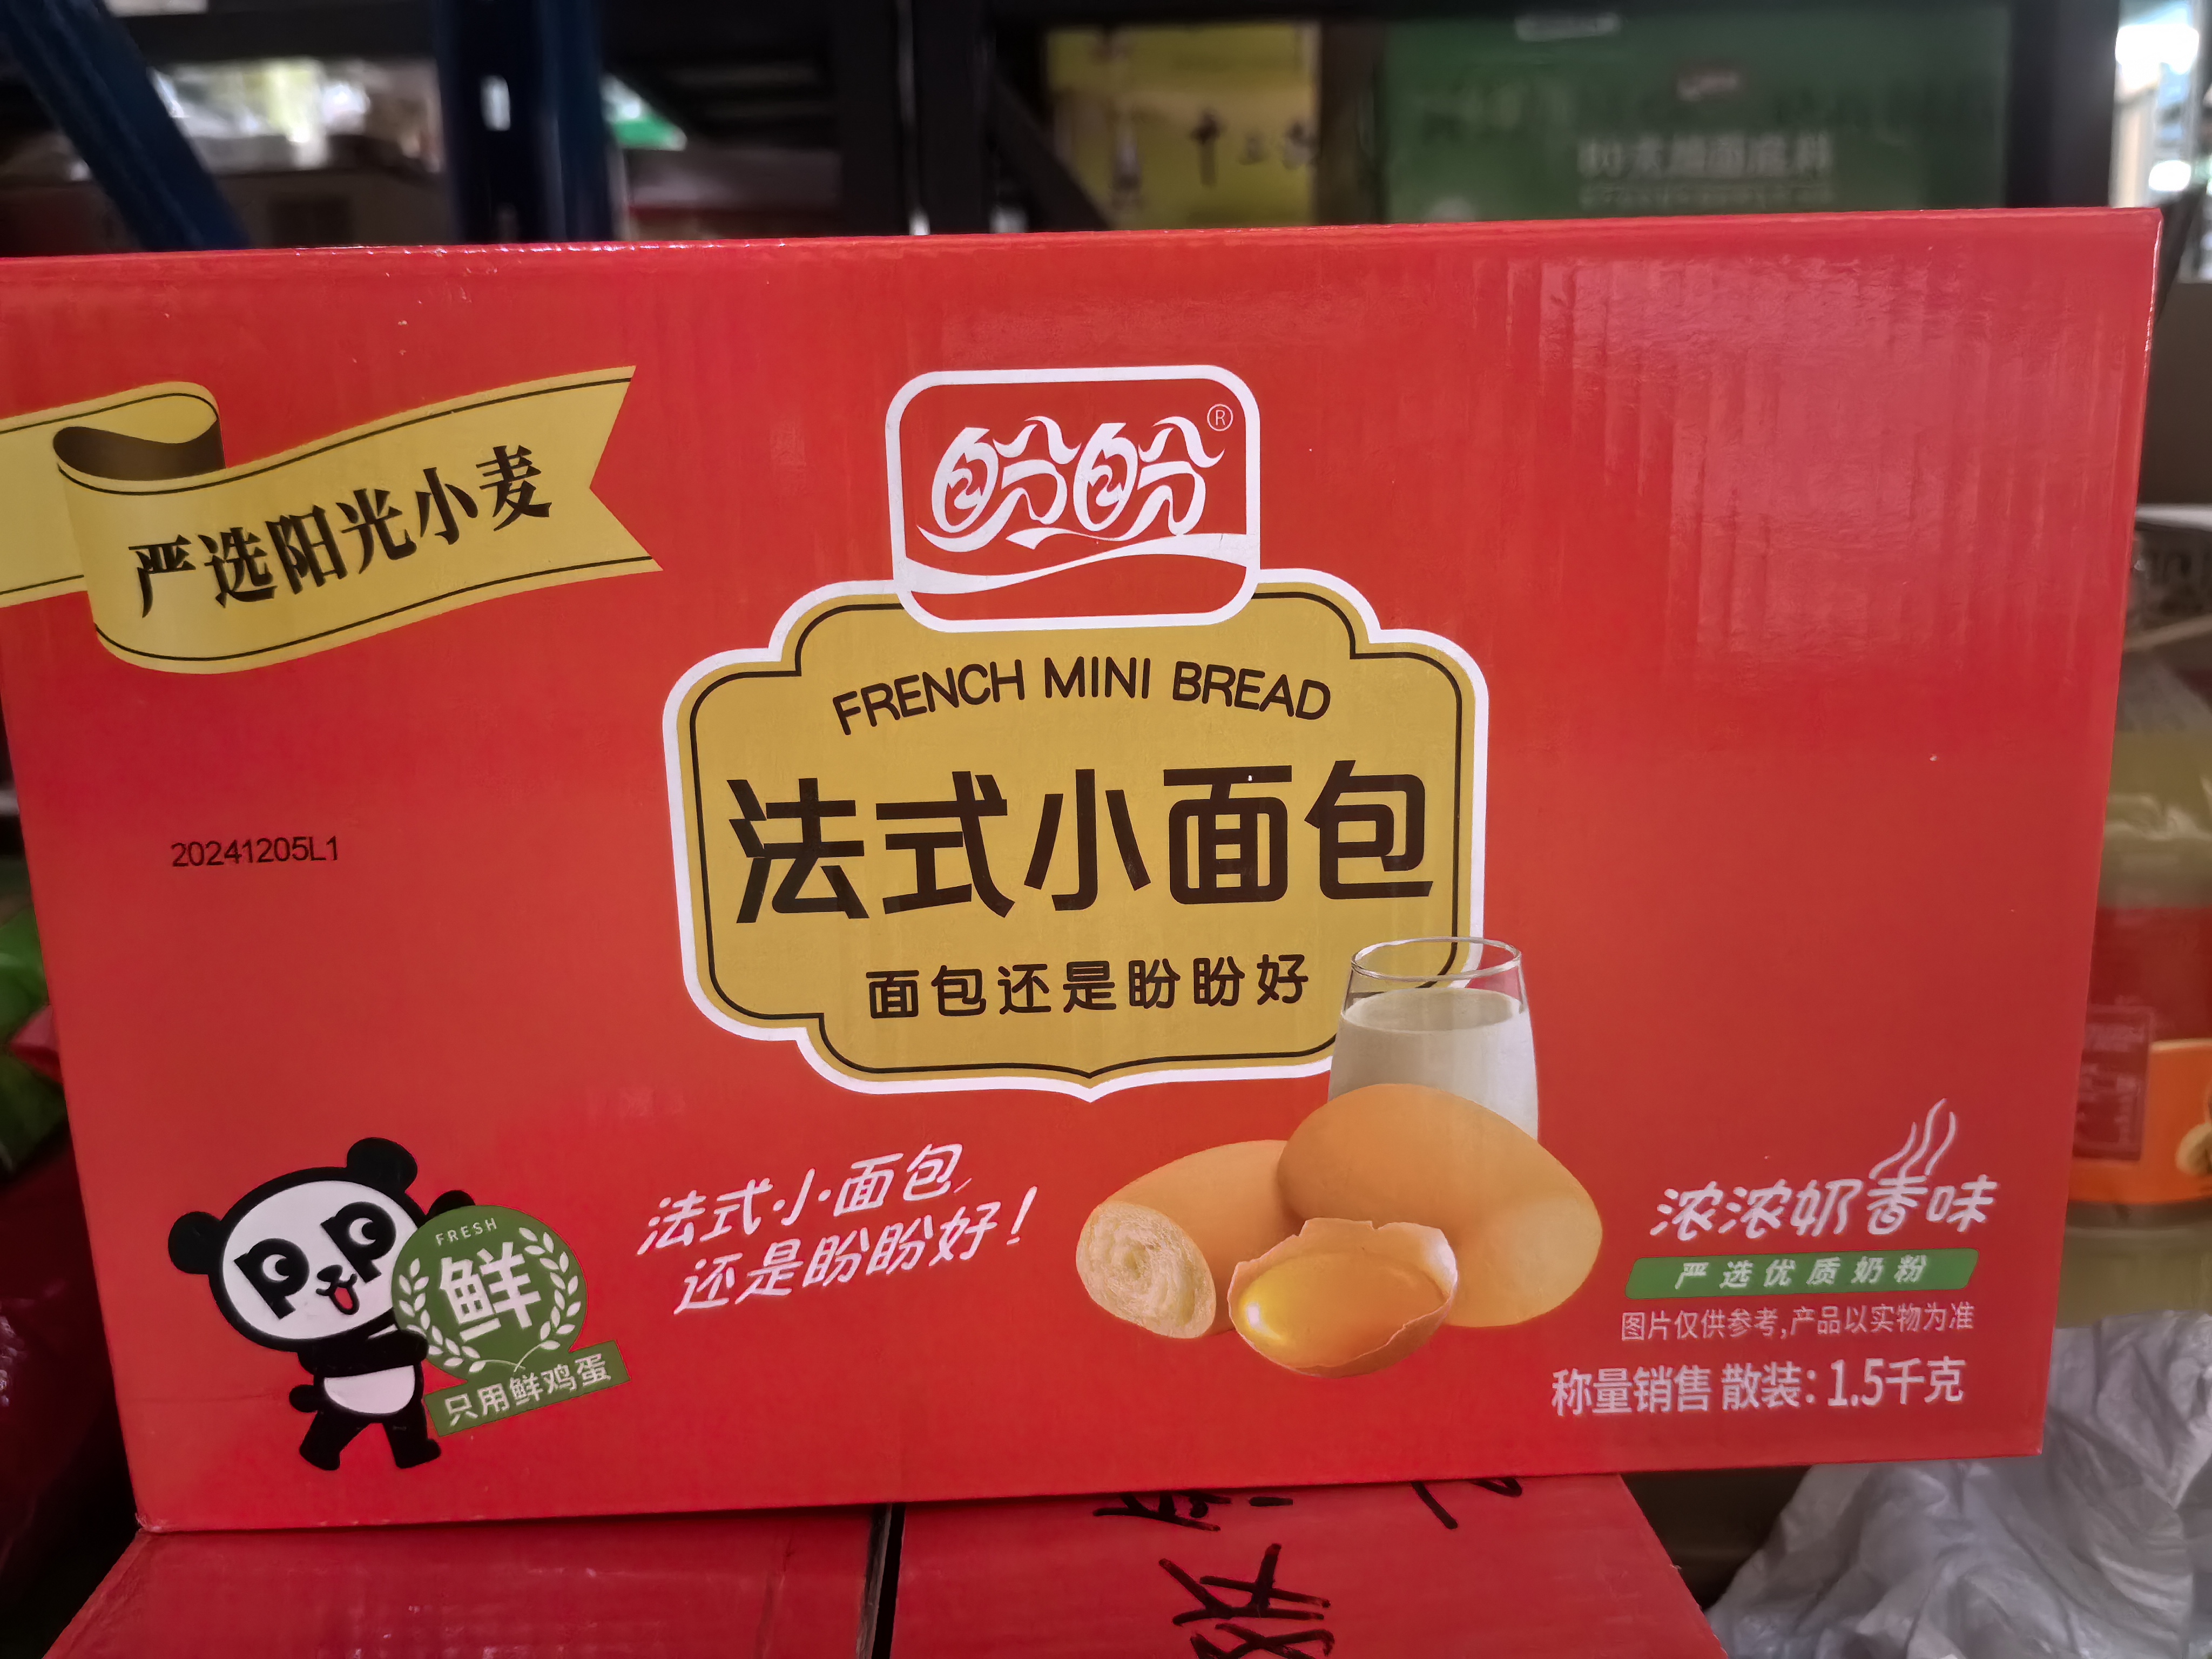 严选阳光小麦
盼盼®
FRENCH MINI BREAD
法式小面包
面包还是盼盼好
20241205L1
FRESH
鲜
只用鲜鸡蛋
法式小面包,
还是盼盼好!
浓浓奶香味
严选优质奶粉
图片仅供参考,产品以实物为准
称量销售 散装:1.5千克